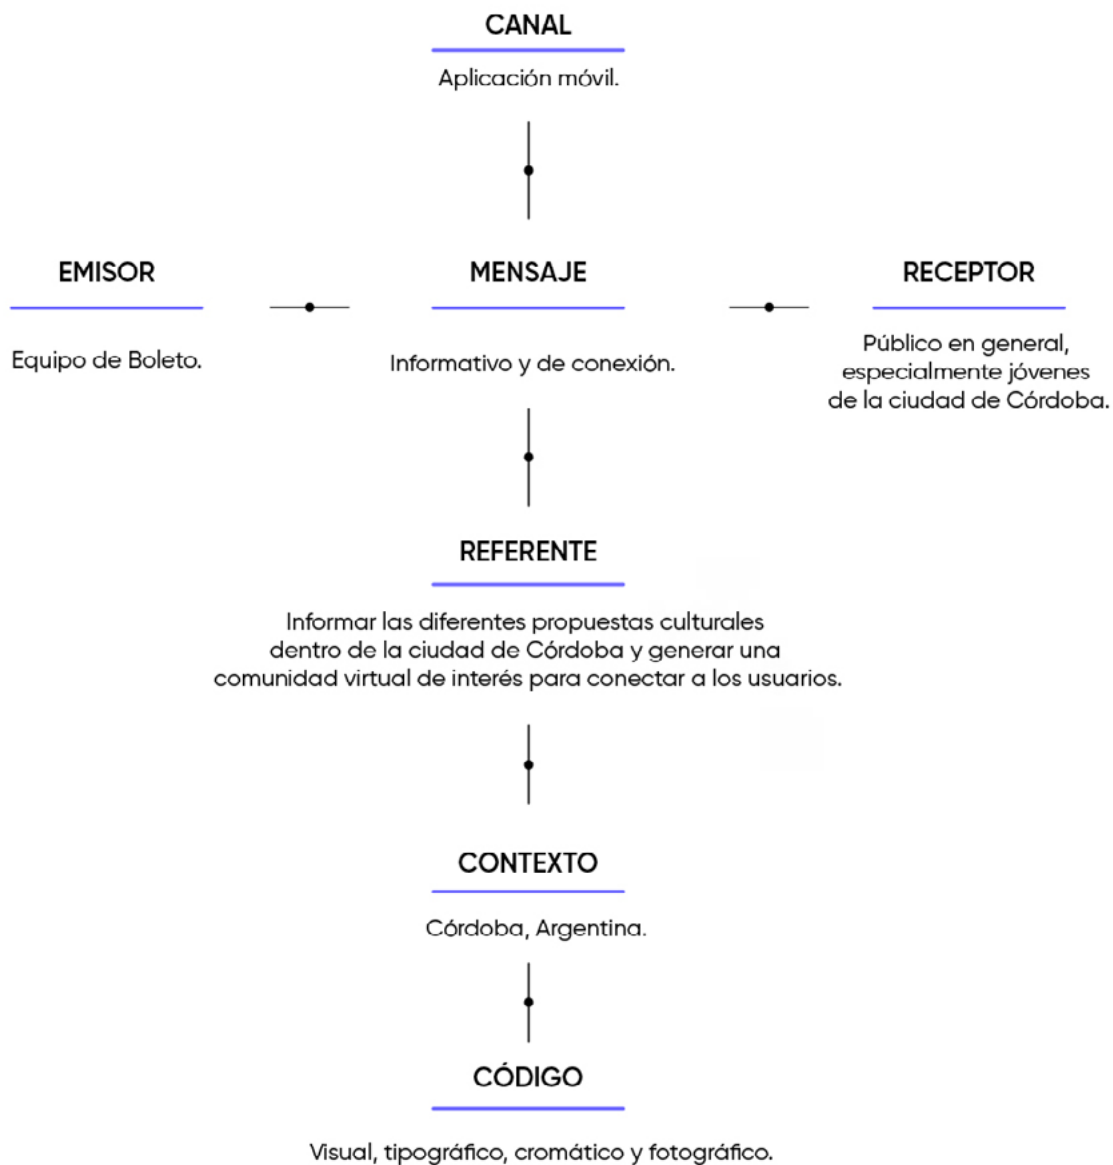 CANAL
Aplicación móvil.
EMISOR
Equipo de Boleto.
MENSAJE
Informativo y de conexión.
RECEPTOR
Público en general,
especialmente jóvenes
de la ciudad de Córdoba.
REFERENTE
Informar las diferentes propuestas culturales
dentro de la ciudad de Córdoba y generar una
comunidad virtual de interés para conectar a los usuarios.
CONTEXTO
Córdoba, Argentina.
CÓDIGO
Visual, tipográfico, cromático y fotográfico.